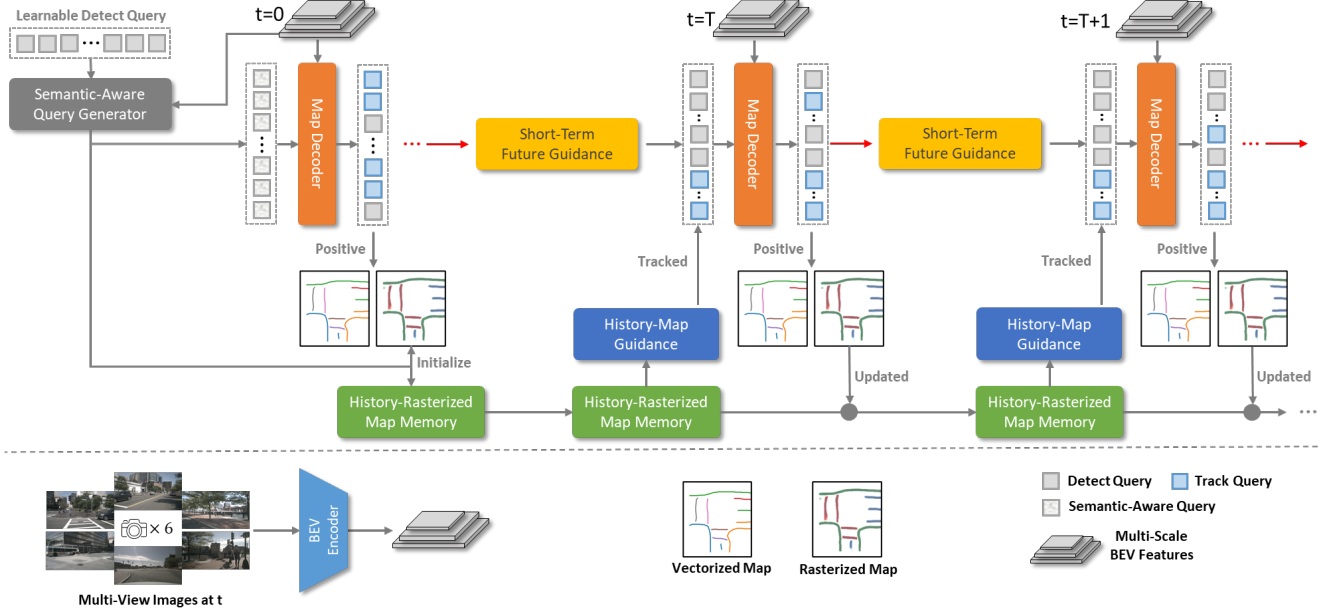 Learnable Detect Query
t=0
t=T
t=T+1
Semantic-Aware
Query Generator
Map Decoder
Short-Term
Future Guidance
Map Decoder
Short-Term
Future Guidance
Map Decoder
Positive
Tracked
Positive
Tracked
Positive
History-Map
Guidance
History-Map
Guidance
Initialize
Updated
Updated
History-Rasterized
Map Memory
History-Rasterized
Map Memory
History-Rasterized
Map Memory
× 6
BEV
Encoder
Multi-View Images at t
Vectorized Map
Rasterized Map
Detect Query
Track Query
Semantic-Aware Query
Multi-Scale
BEV Features